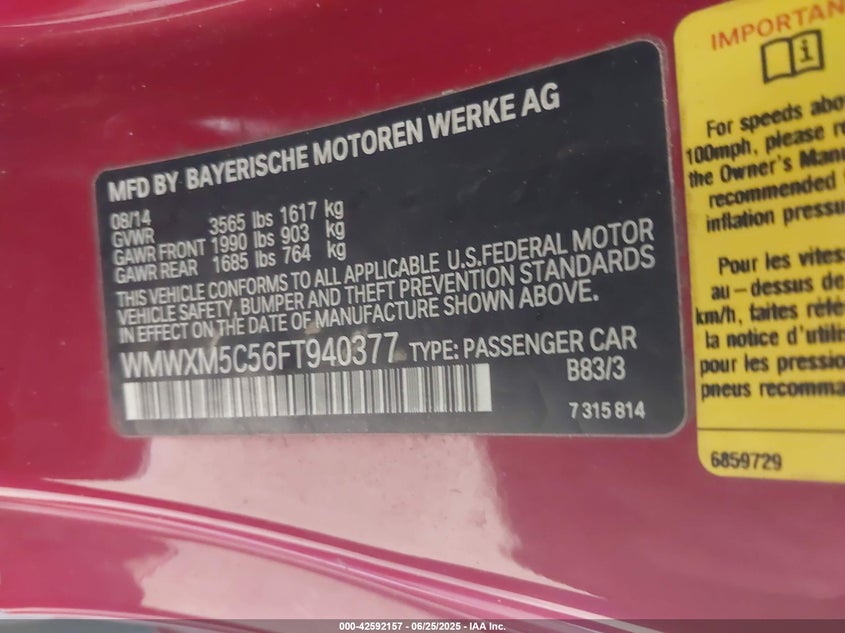 MFD BY BAYERISCHE MOTOREN WERKE AG
08/14
GVWR 3565 lbs 1617 kg
GAWR FRONT 1990 lbs 903 kg
GAWR REAR 1685 lbs 764 kg
THIS VEHICLE CONFORMS TO ALL APPLICABLE U.S.FEDERAL MOTOR
VEHICLE SAFETY, BUMPER AND THEFT PREVENTION STANDARDS
IN EFFECT ON THE DATE OF MANUFACTURE SHOWN ABOVE.
WMWXM5C56FT940377 TYPE: PASSENGER CAR
B83/3
7 315 814
IMPORTAN
i
For speeds abo
100mph, please re
the Owner's Manu
recommended
inflation pressu
Pour les vitess
au-dessus de
km/h, faites réfé
la notice d'utilis
pour les pression
pneus recomma
6859729
000-42592157 - 06/25/2025 - IAA Inc.